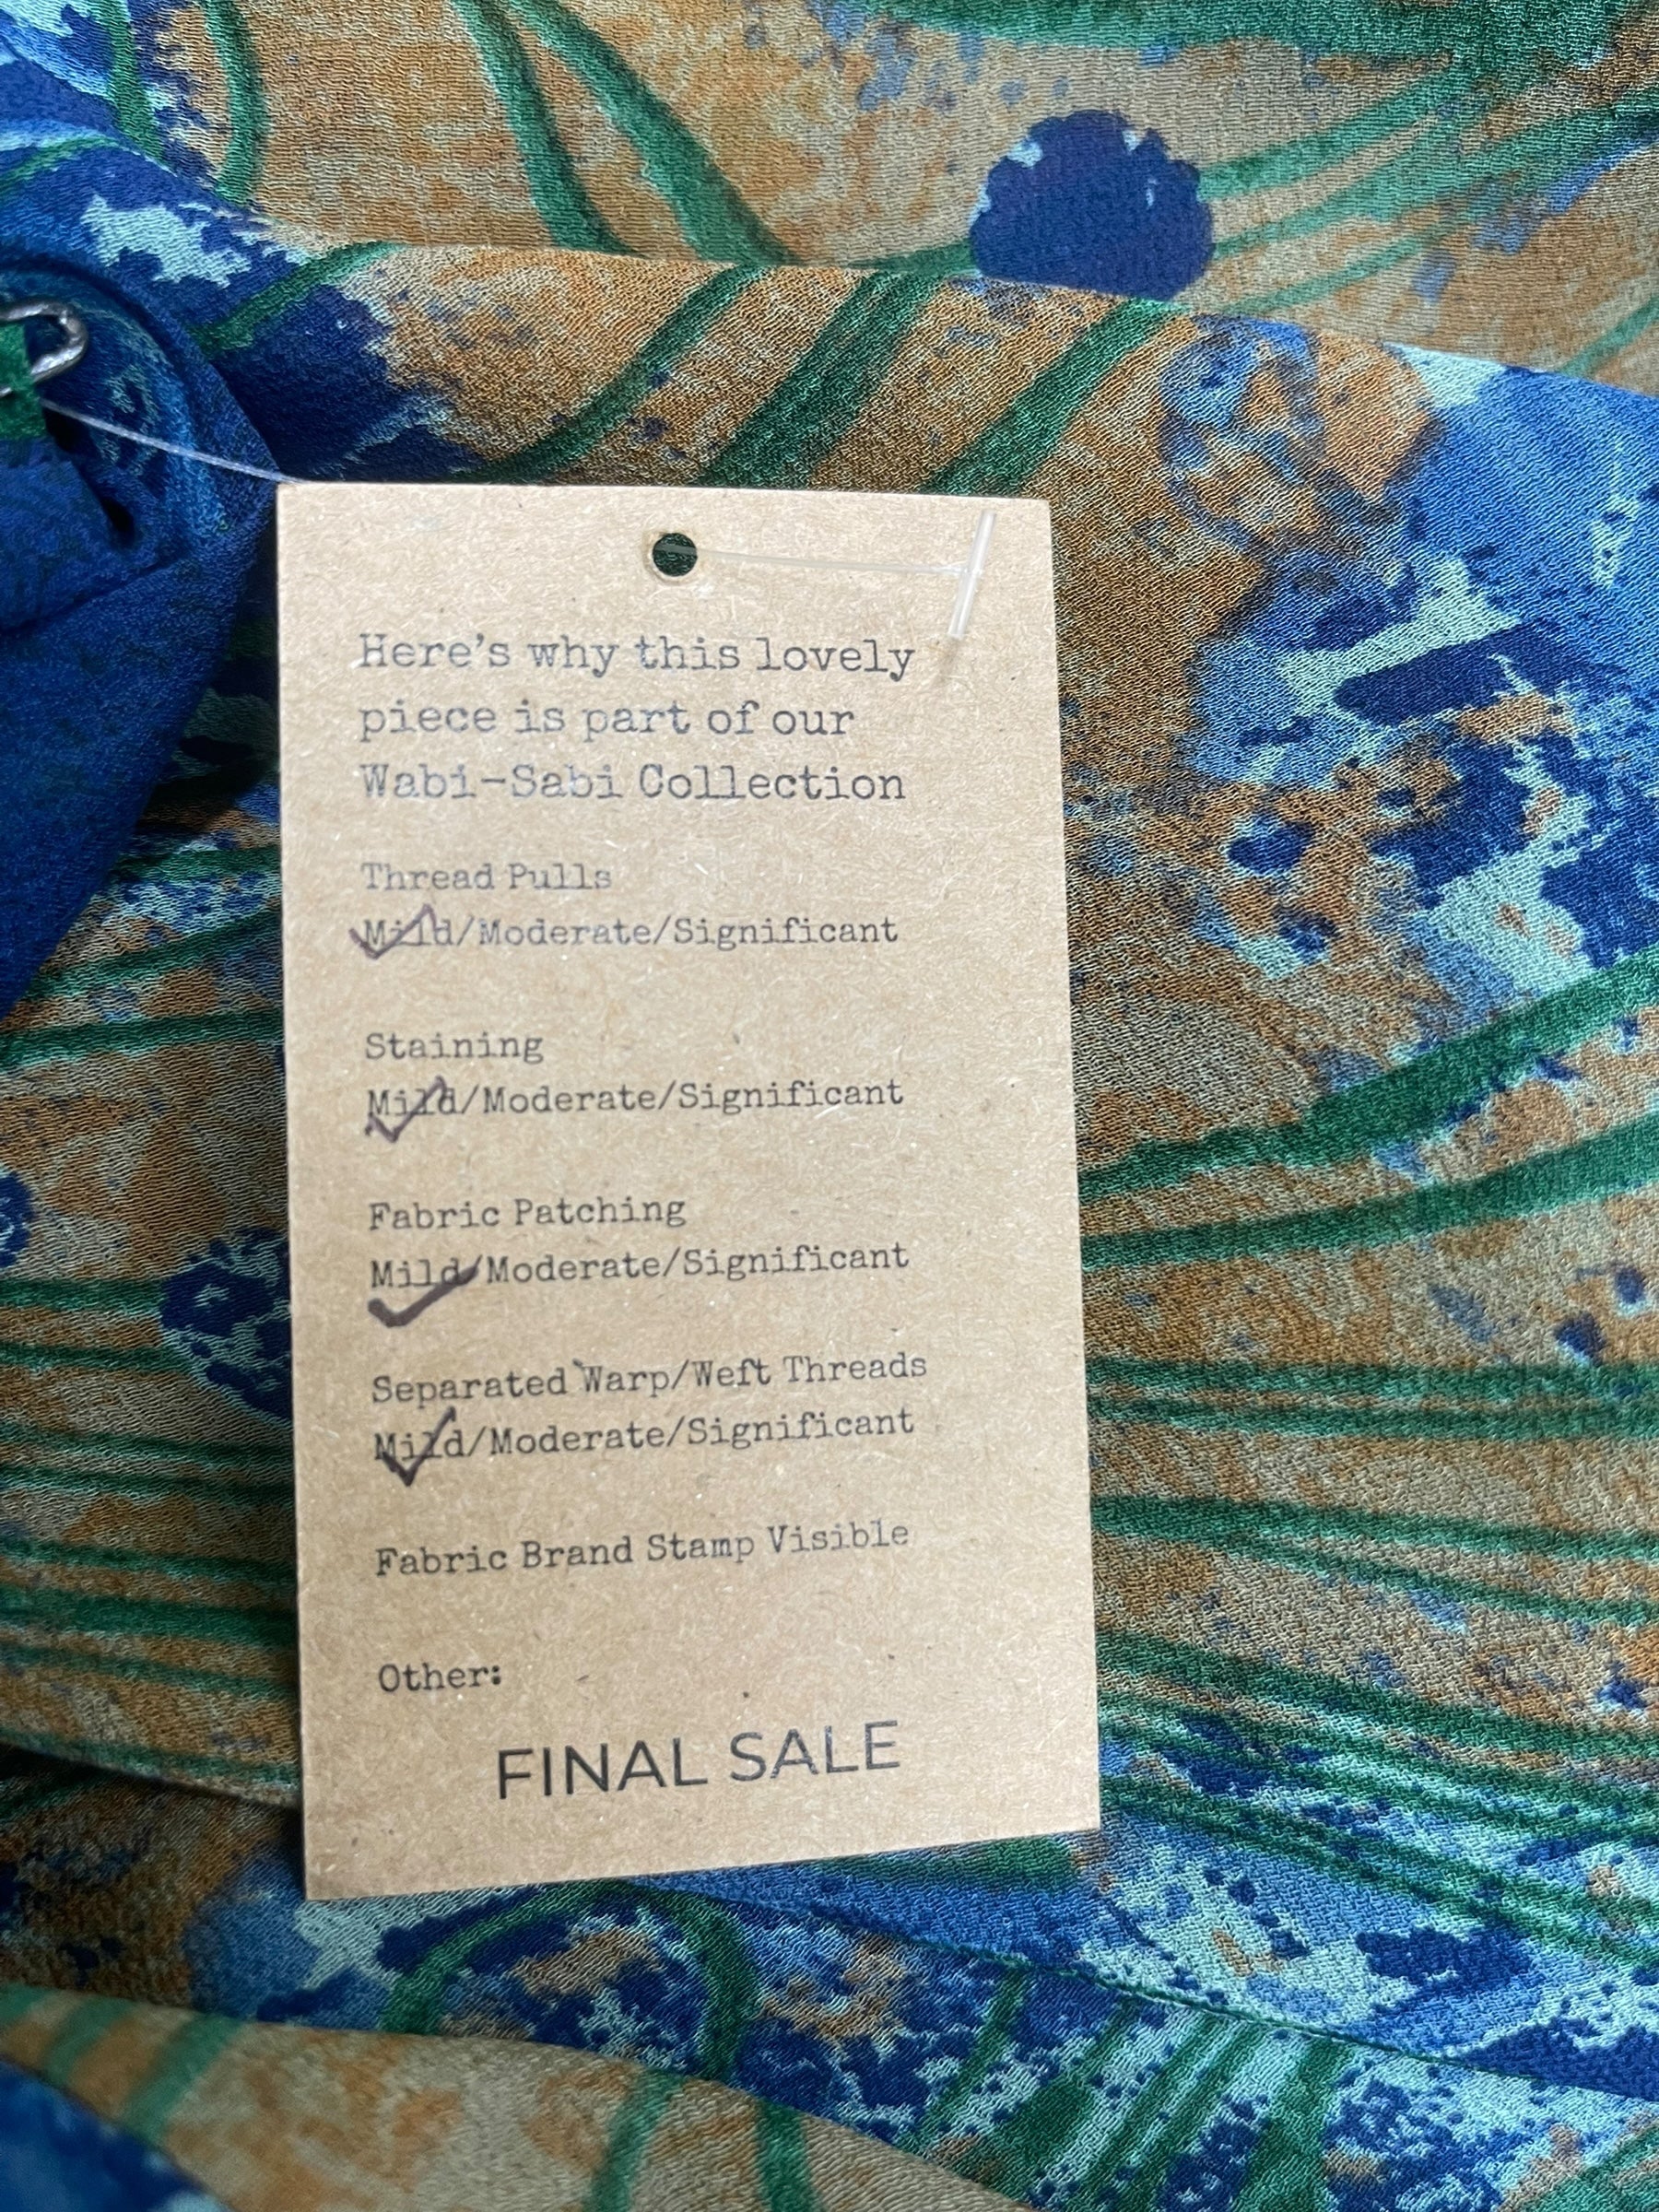 Here's why this lovely
piece is part of our
Wabi-Sabi Collection
Thread Pulls
Mild/Moderate/Significant
Staining
Mild/Moderate/Significant
Fabric Patching
Mild/Moderate/Significant
Separated Warp/Weft Threads
Mild/Moderate/Significant
Fabric Brand Stamp Visible
Other:
FINAL SALE